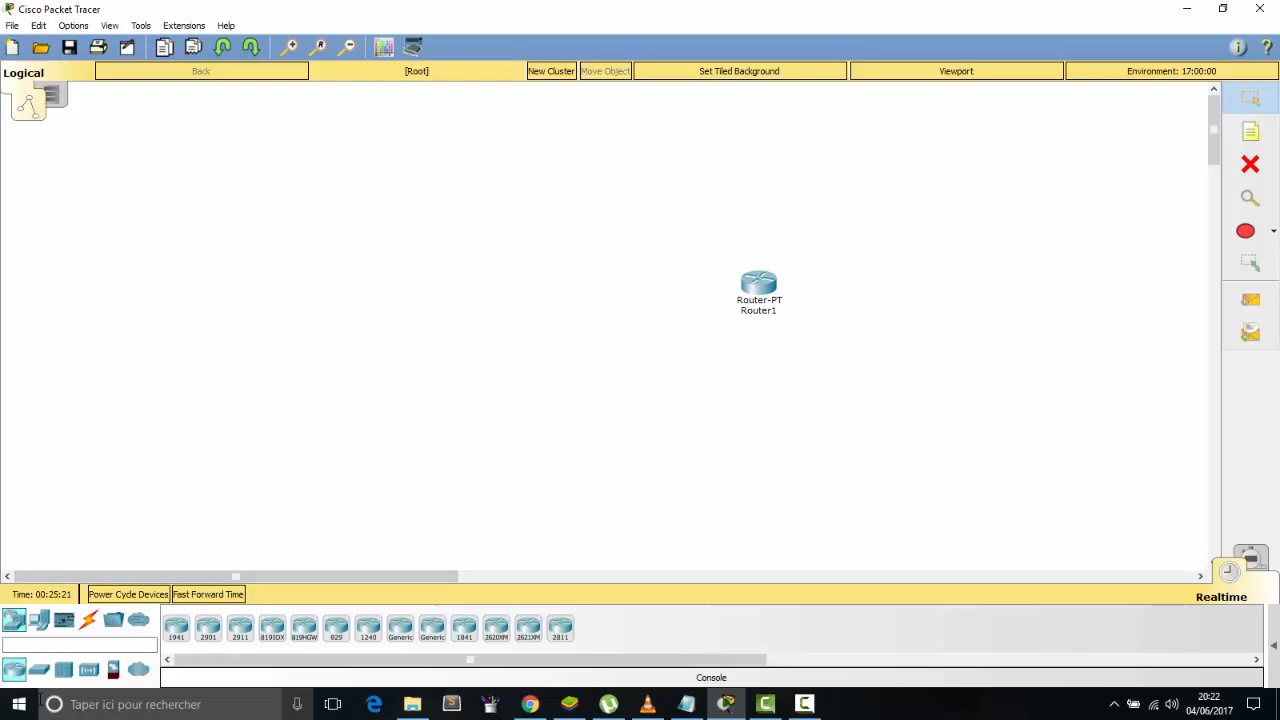 Cisco Packet Tracer
File Edit Options View Tools Extensions Help
Logical Back [Root] New Cluster Move Object Set Tiled Background Viewport Environment: 17:00:00
Router-PT
Router1
Time: 00:25:21 Power Cycle Devices Fast Forward Time
Realtime
1941 2901 2911 819IOX 819HGW 829 1240 Generic Generic 1841 2620XM 2621XM 2811
Console
Taper ici pour rechercher
20:22
04/06/2017